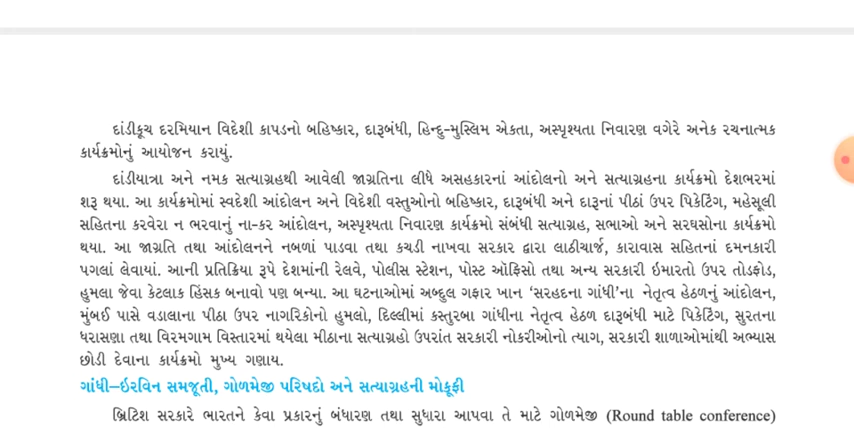 દાંડીકૂચ દરમિયાન વિદેશી કાપડનો બહિષ્કાર, દારૂબંધી, હિન્દુ-મુસ્લિમ એકતા, અસ્પૃશ્યતા નિવારણ વગેરે અનેક રચનાત્મક
કાર્યક્રમોનું આયોજન કરાયું.
દાંડીયાત્રા અને નમક સત્યાગ્રહથી આવેલી જાગ્રતિના લીધે અસહકારનાં આંદોલનો અને સત્યાગ્રહના કાર્યક્રમો દેશભરમાં
શરૂ થયા. આ કાર્યક્રમોમાં સ્વદેશી આંદોલન અને વિદેશી વસ્તુઓનો બહિષ્કાર, દારૂબંધી અને દારૂનાં પીઠાં ઉપર પિકેટિંગ, મહેસૂલી
સહિતના કરવેરા ન ભરવાનું ના-કર આંદોલન, અસ્પૃશ્યતા નિવારણ કાર્યક્રમો સંબંધી સત્યાગ્રહ, સભાઓ અને સરઘસોના કાર્યક્રમો
થયા. આ જાગ્રતિ તથા આંદોલનને નબળાં પાડવા તથા કચડી નાખવા સરકાર દ્વારા લાઠીચાર્જ, કારાવાસ સહિતનાં દમનકારી
પગલાં લેવાયાં. આની પ્રતિક્રિયા રૂપે દેશમાંની રેલવે, પોલીસ સ્ટેશન, પોસ્ટ ઑફિસો તથા અન્ય સરકારી ઇમારતો ઉપર તોડફોડ,
હુમલા જેવા કેટલાક હિંસક બનાવો પણ બન્યા. આ ઘટનાઓમાં અબ્દુલ ગફાર ખાન ‘સરહદના ગાંધી’ના નેતૃત્વ હેઠળનું આંદોલન,
મુંબઈ પાસે વડાલાના પીઠા ઉપર નાગરિકોનો હુમલો, દિલ્લીમાં કસ્તુરબા ગાંધીના નેતૃત્વ હેઠળ દારૂબંધી માટે પિકેટિંગ, સુરતના
ધરાસણા તથા વિરમગામ વિસ્તારમાં થયેલા મીઠાના સત્યાગ્રહો ઉપરાંત સરકારી નોકરીઓનો ત્યાગ, સરકારી શાળાઓમાંથી અભ્યાસ
છોડી દેવાના કાર્યક્રમો મુખ્ય ગણાય.
ગાંધી–ઇરવિન સમજૂતી, ગોળમેજી પરિષદો અને સત્યાગ્રહની મોકૂફી
બ્રિટિશ સરકારે ભારતને કેવા પ્રકારનું બંધારણ તથા સુધારા આપવા તે માટે ગોળમેજી (Round table conference)